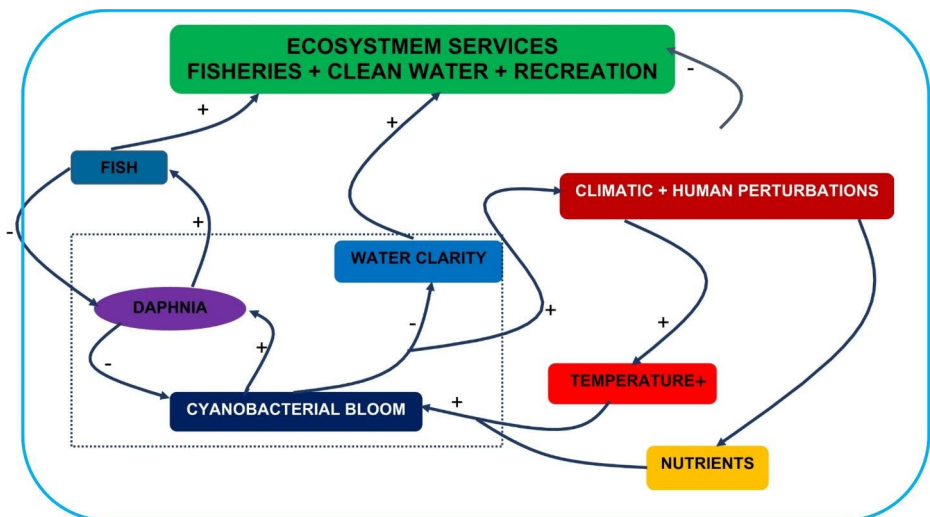 ECOSYSTMEM SERVICES
FISHERIES + CLEAN WATER + RECREATION
-
+
+
FISH
CLIMATIC + HUMAN PERTURBATIONS
-
+
WATER CLARITY
DAPHNIA
+
-
+
+
-
TEMPERATURE+
CYANOBACTERIAL BLOOM
+
NUTRIENTS